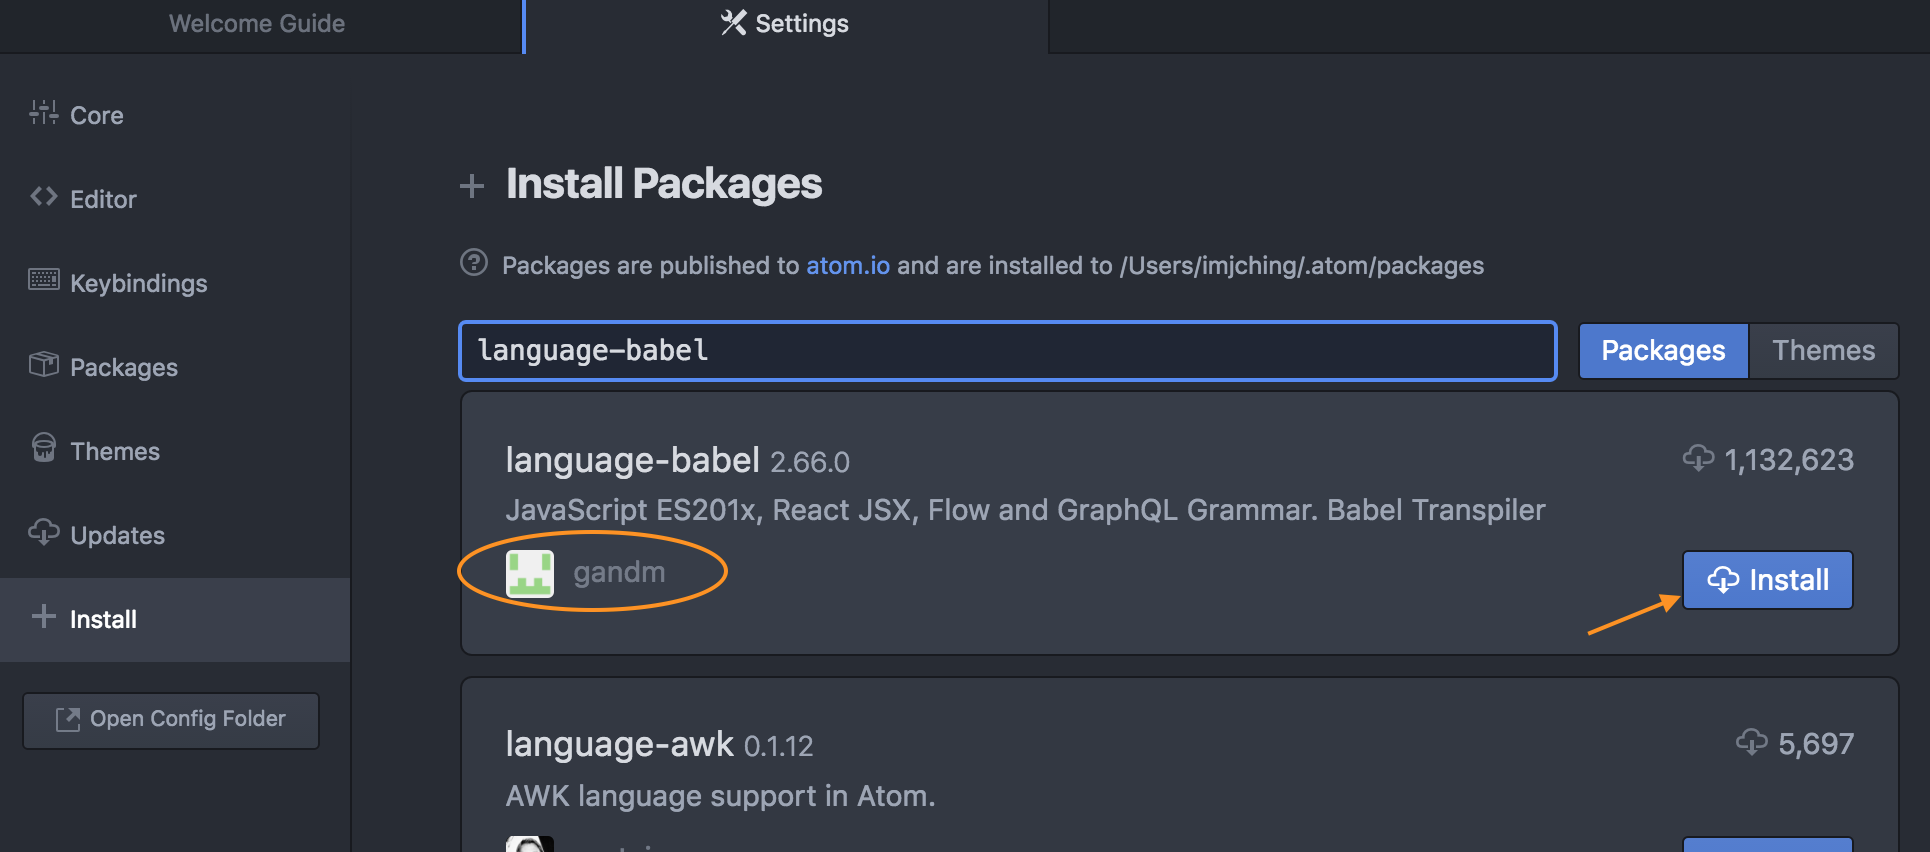 Welcome Guide
Settings
Core
Editor
Keybindings
Packages
Themes
Updates
Install
Open Config Folder
Install Packages
Packages are published to atom.io and are installed to /Users/imjching/.atom/packages
language-babel
Packages
Themes
language-babel 2.66.0
1,132,623
JavaScript ES201x, React JSX, Flow and GraphQL Grammar. Babel Transpiler
gandm
Install
language-awk 0.1.12
5,697
AWK language support in Atom.